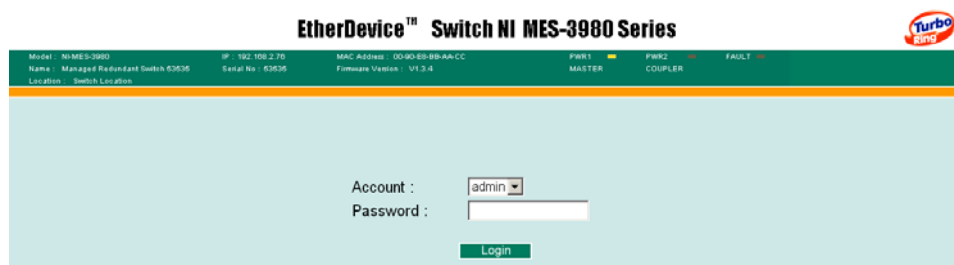 EtherDevice™ Switch NI MES-3980 Series
Turbo Ring
Model : NI-MES-3980 IP : 192.168.2.76 MAC Address : 00-90-E8-BB-AA-CC PWR1 PWR2 FAULT
Name : Managed Redundant Switch 63535 Serial No : 63535 Firmware Version : V1.3.4 MASTER COUPLER
Location : Switch Location
Account : admin
Password :
Login